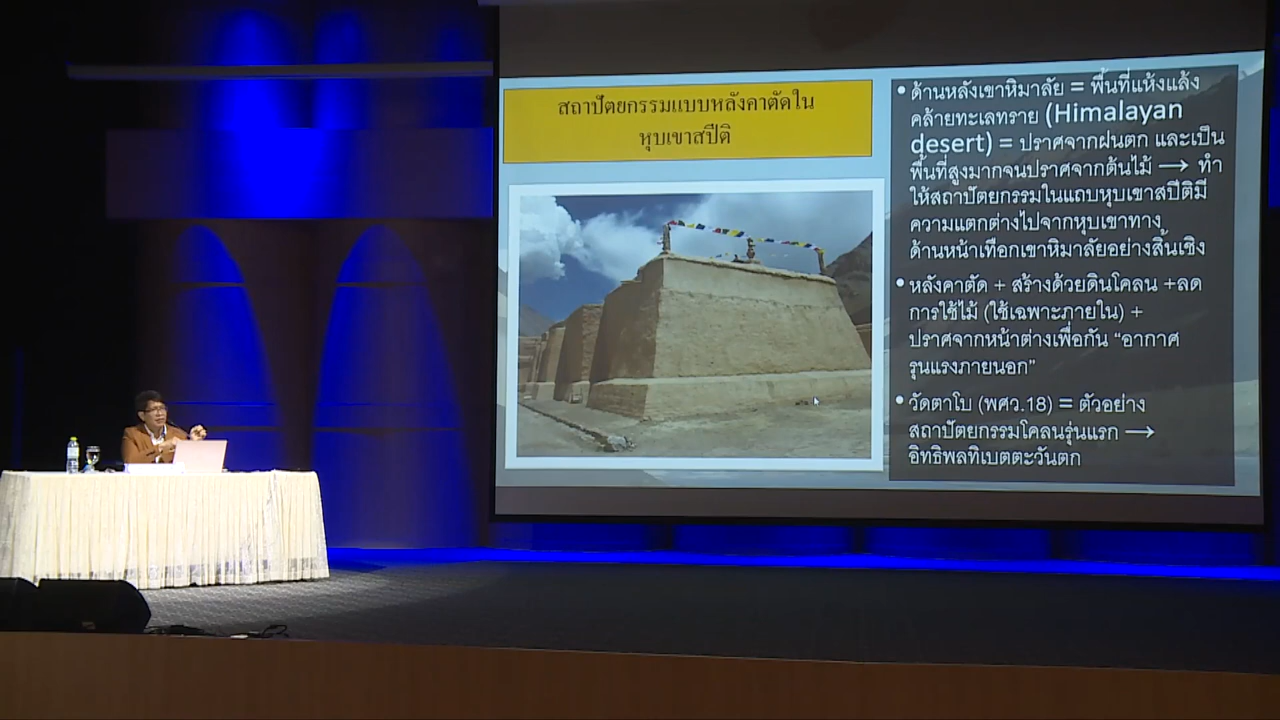 สถาปัตยกรรมแบบหลังคาตัดใน
หุบเขาสปีติ
• ด้านหลังเขาหิมาลัย = พื้นที่แห้งแล้ง
คล้ายทะเลทราย (Himalayan
desert) = ปราศจากฝนตก และเป็น
พื้นที่สูงมากจนปราศจากต้นไม้ → ทำ
ให้สถาปัตยกรรมในแถบหุบเขาสปีติมี
ความแตกต่างไปจากหุบเขาทาง
ด้านหน้าเทือกเขาหิมาลัยอย่างสิ้นเชิง
• หลังคาตัด + สร้างด้วยดินโคลน +ลด
การใช้ไม้ (ใช้เฉพาะภายใน) +
ปราศจากหน้าต่างเพื่อกัน “อากาศ
รุนแรงภายนอก”
• วัดตาโบ (พศว.18) = ตัวอย่าง
สถาปัตยกรรมโคลนรุ่นแรก →
อิทธิพลทิเบตตะวันตก